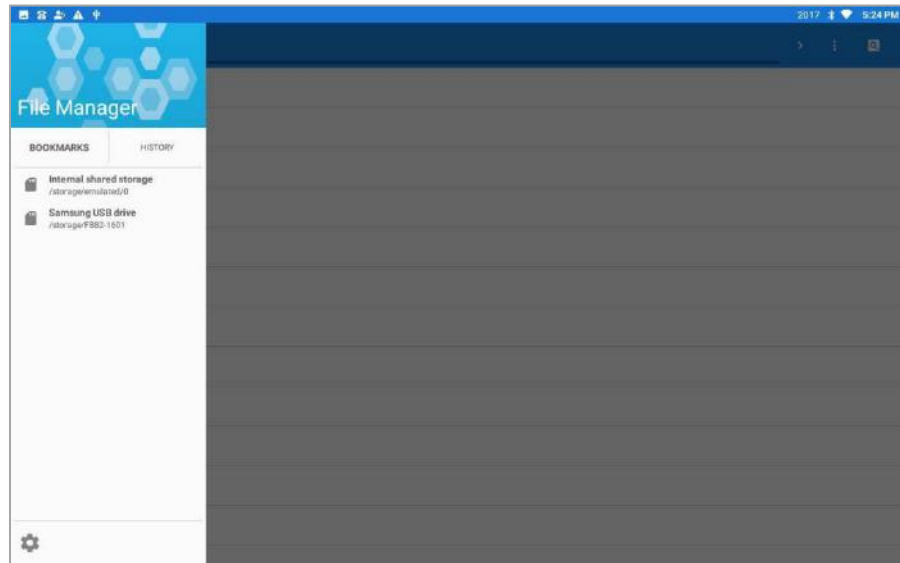 2017 5:24 PM
File Manager
BOOKMARKS HISTORY
Internal shared storage
/storage/emulated/0
Samsung USB drive
/storage/FBB2-1601